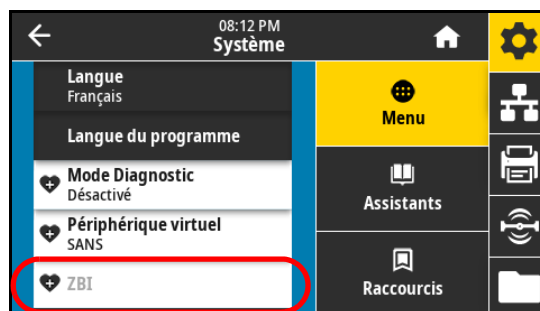 08:12 PM
Système
Langue
Français
Langue du programme
Mode Diagnostic
Désactivé
Périphérique virtuel
SANS
ZBI
Menu
Assistants
Raccourcis